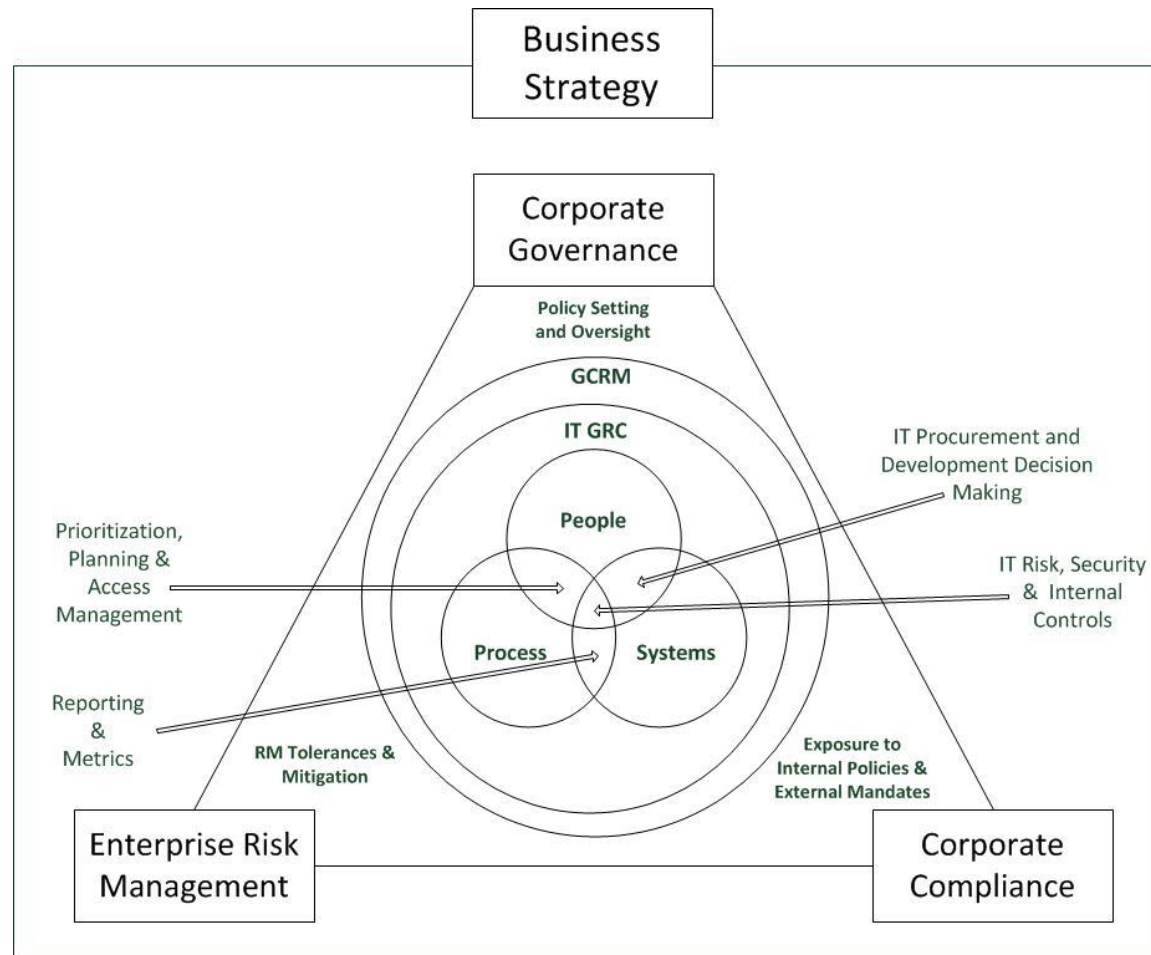 Business
Strategy
Corporate
Governance
Policy Setting
and Oversight
GCRM
IT GRC
People
Process
Systems
IT Procurement and
Development Decision
Making
Prioritization,
Planning &
Access
Management
IT Risk, Security
& Internal
Controls
Reporting
&
Metrics
RM Tolerances &
Mitigation
Exposure to
Internal Policies &
External Mandates
Enterprise Risk
Management
Corporate
Compliance